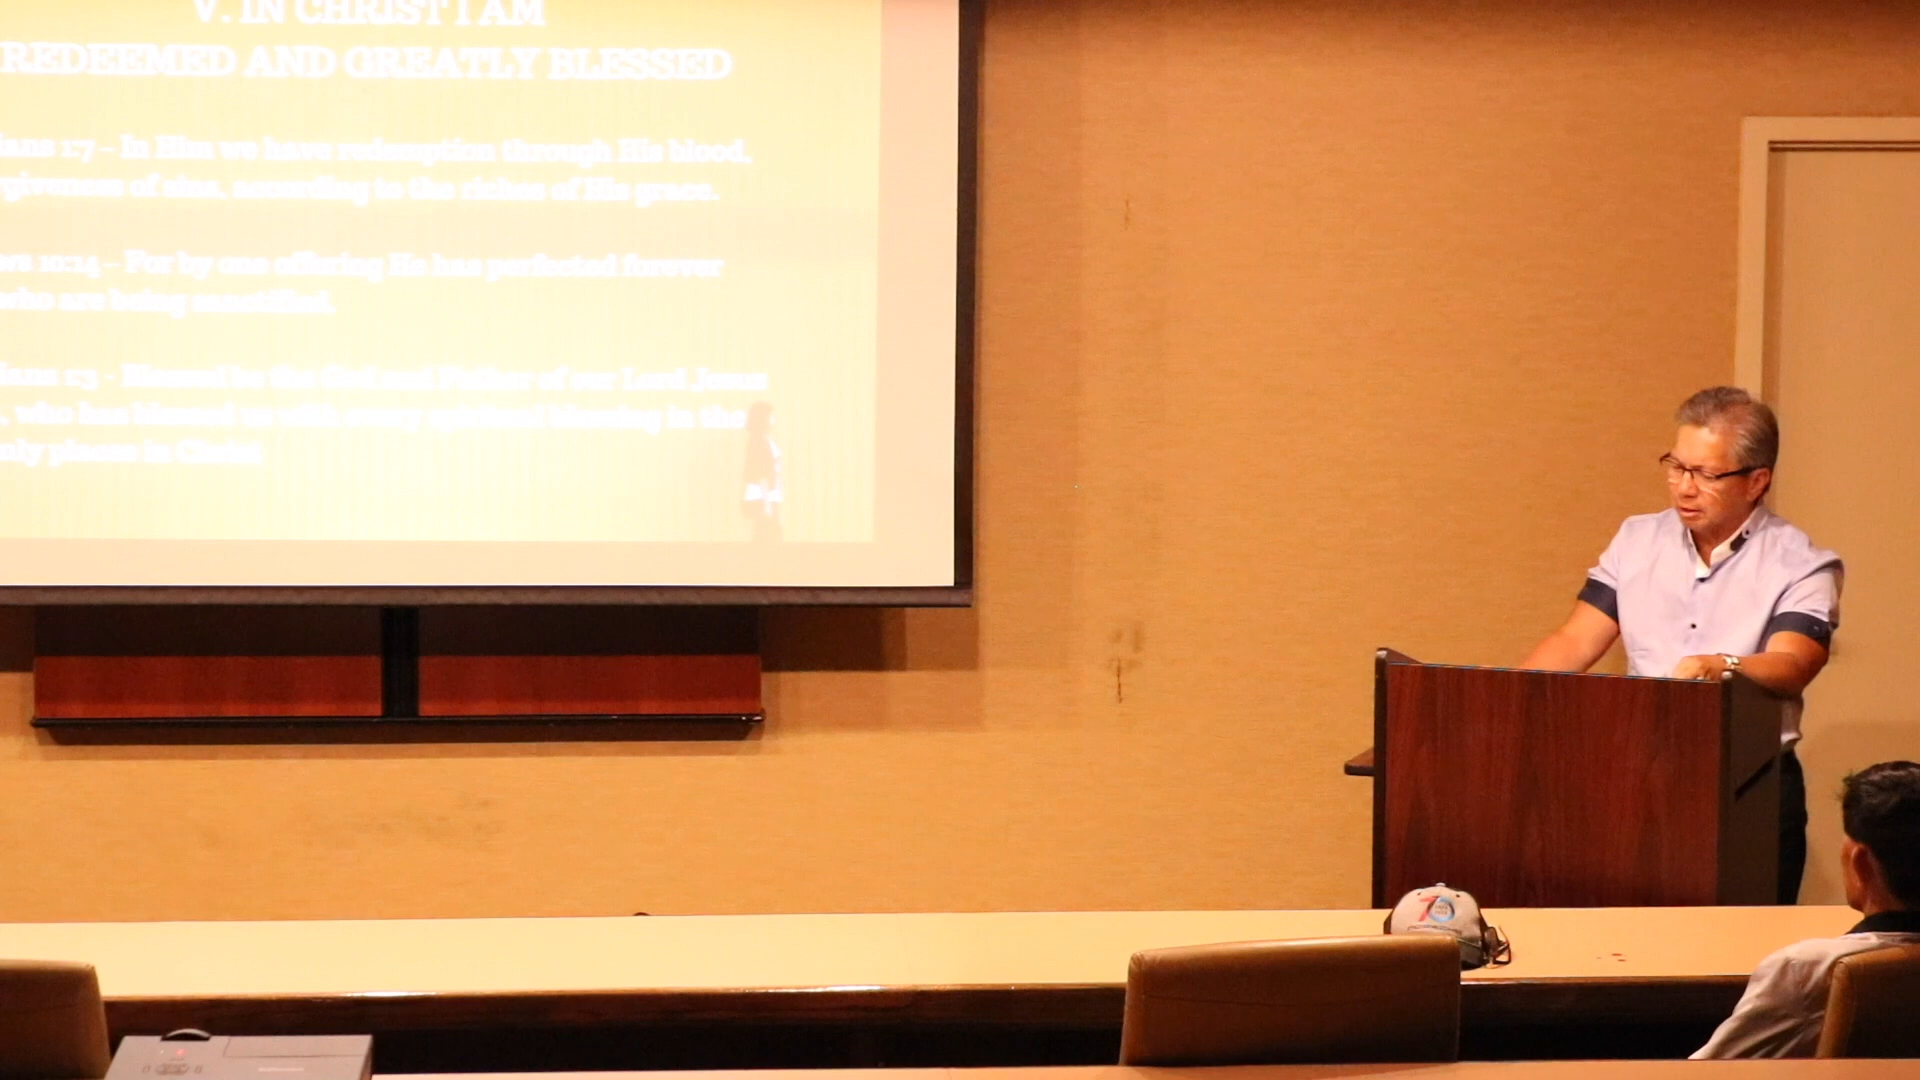 V. IN CHRIST I AM
REDEEMED AND GREATLY BLESSED
ians 1:7 – In Him we have redemption through His blood,
rgiveness of sins, according to the riches of His grace.
ws 10:14 – For by one offering He has perfected forever
who are being sanctified.
ians 1:3 - Blessed be the God and Father of our Lord Jesus
, who has blessed us with every spiritual blessing in the
nly places in Christ
70